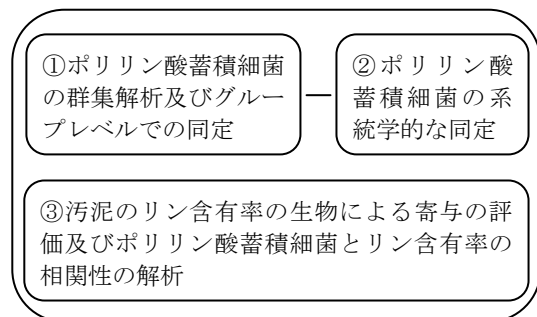 ①ポリリン酸蓄積細菌
の群集解析及びグルー
プレベルでの同定
②ポリリン酸
蓄積細菌の系
統学的な同定
③汚泥のリン含有率の生物による寄与の評
価及びポリリン酸蓄積細菌とリン含有率の
相関性の解析